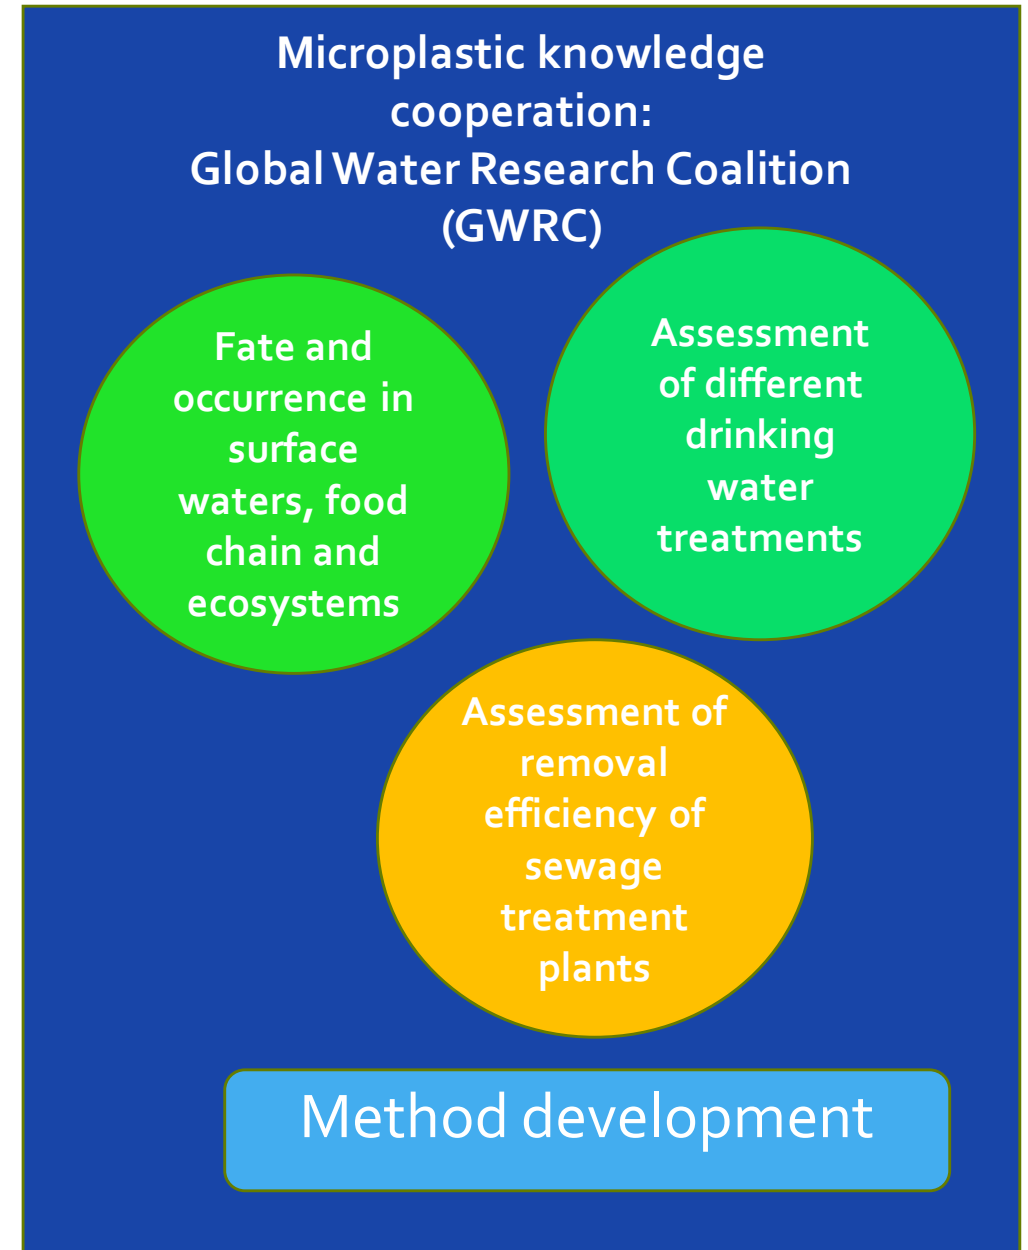 Microplastic knowledge
cooperation:
Global Water Research Coalition
(GWRC)
Fate and
occurrence in
surface
waters, food
chain and
ecosystems
Assessment
of different
drinking
water
treatments
Assessment of
removal
efficiency of
sewage
treatment
plants
Method development